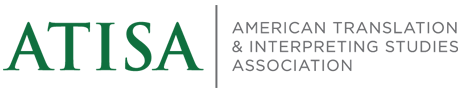 ATISA
AMERICAN TRANSLATION
& INTERPRETING STUDIES
ASSOCIATION